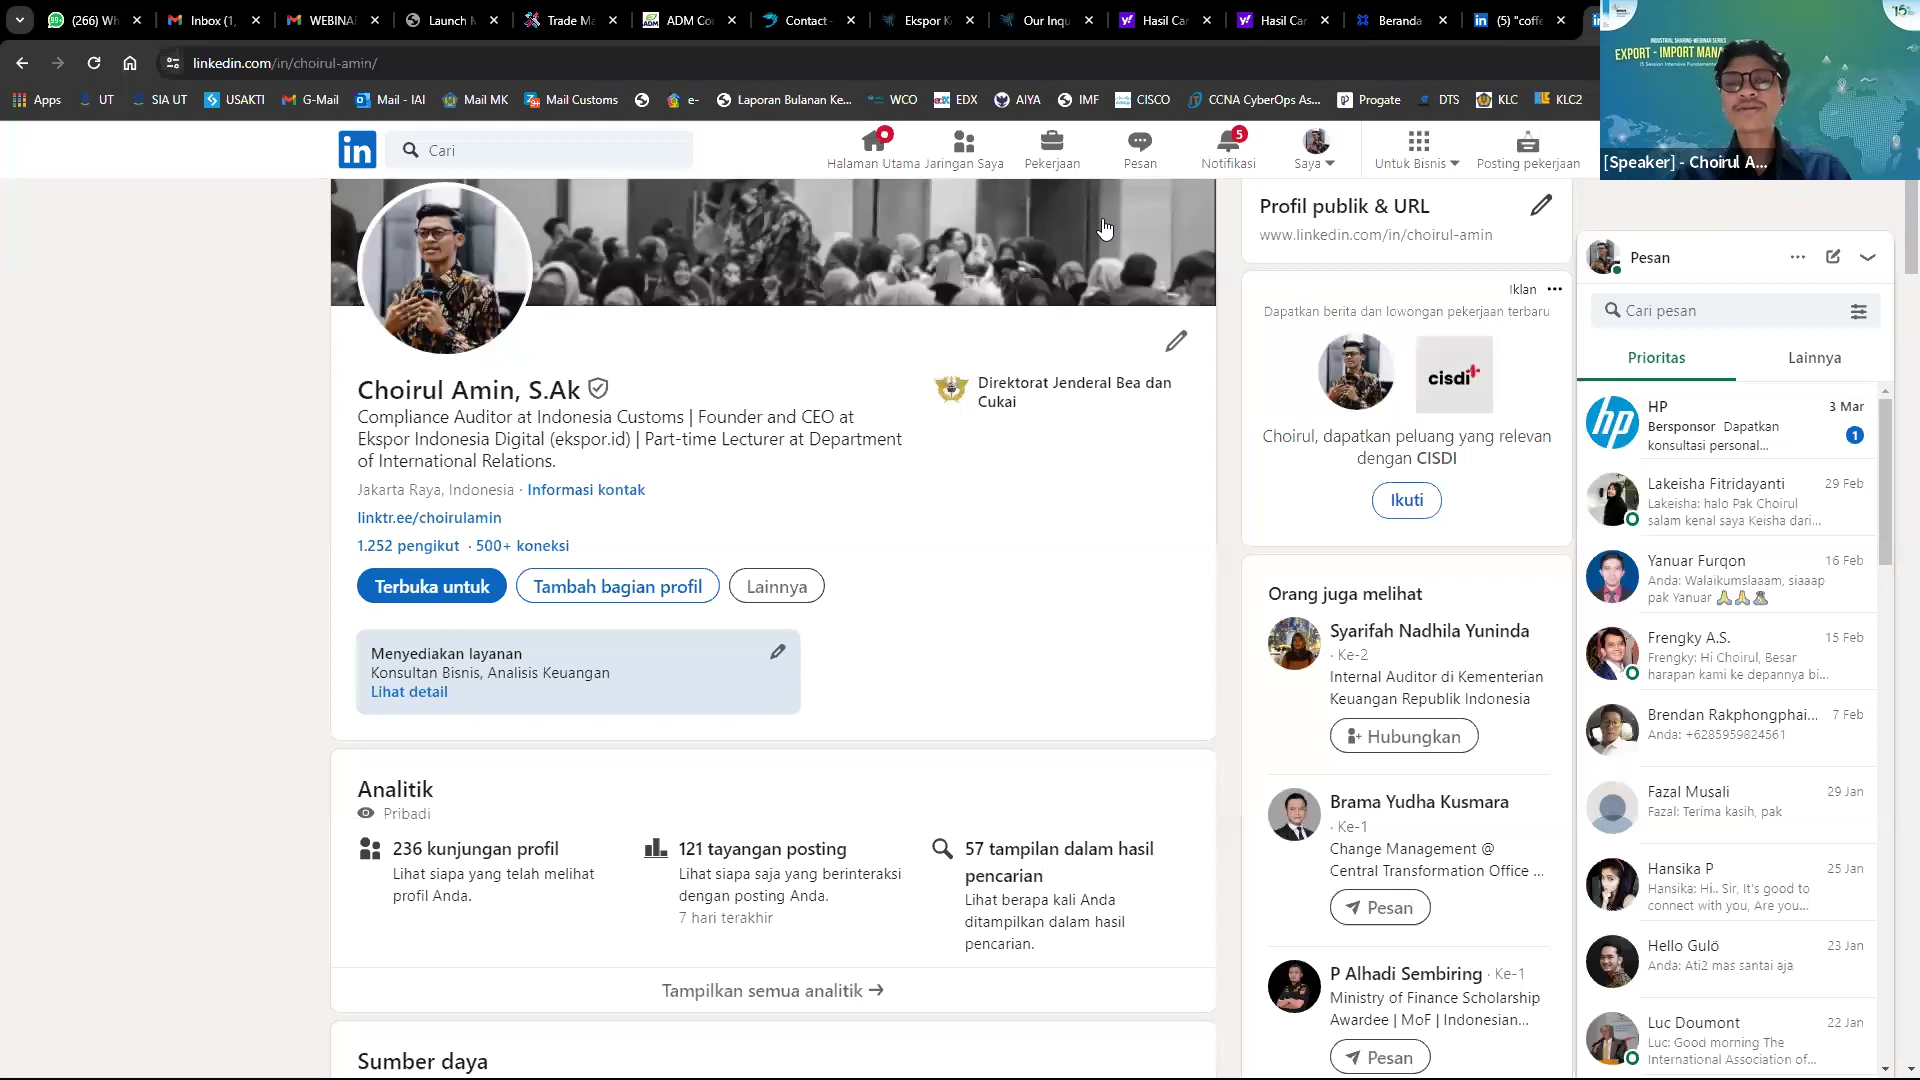 (266) Wh
Inbox (1,
WEBINA
Launch M
Trade Ma
ADM Co
Contact -
Ekspor K
Our Inqu
Hasil Car
Hasil Car
Beranda
(5) "coffe
linkedin.com/in/choirul-amin/
Apps
UT
SIA UT
USAKTI
G-Mail
Mail - IAI
Mail MK
Mail Customs
e-
Laporan Bulanan Ke...
WCO
EDX
AIYA
IMF
CISCO
CCNA CyberOps As...
Progate
DTS
KLC
KLC2
INDUSTRIAL SHARING-WEBINAR SERIES
EXPORT - IMPORT MANA
[Speaker] - Choirul A...
in
Cari
Halaman Utama
Jaringan Saya
Pekerjaan
Pesan
5
Notifikasi
Saya
Untuk Bisnis
Posting pekerjaan
Choirul Amin, S.Ak
Compliance Auditor at Indonesia Customs | Founder and CEO at
Ekspor Indonesia Digital (ekspor.id) | Part-time Lecturer at Department
of International Relations.
Jakarta Raya, Indonesia · Informasi kontak
linktr.ee/choirulamin
1.252 pengikut · 500+ koneksi
Terbuka untuk
Tambah bagian profil
Lainnya
Direktorat Jenderal Bea dan
Cukai
Menyediakan layanan
Konsultan Bisnis, Analisis Keuangan
Lihat detail
Analitik
Pribadi
236 kunjungan profil
Lihat siapa yang telah melihat
profil Anda.
121 tayangan posting
Lihat siapa saja yang berinteraksi
dengan posting Anda.
7 hari terakhir
57 tampilan dalam hasil
pencarian
Lihat berapa kali Anda
ditampilkan dalam hasil
pencarian.
Tampilkan semua analitik →
Sumber daya
Profil publik & URL
www.linkedin.com/in/choirul-amin
Iklan
Dapatkan berita dan lowongan pekerjaan terbaru
cisdi
Choirul, dapatkan peluang yang relevan
dengan CISDI
Ikuti
Orang juga melihat
Syarifah Nadhila Yuninda
· Ke-2
Internal Auditor di Kementerian
Keuangan Republik Indonesia
Hubungkan
Brama Yudha Kusmara
· Ke-1
Change Management @
Central Transformation Office ...
Pesan
P Alhadi Sembiring · Ke-1
Ministry of Finance Scholarship
Awardee | MoF | Indonesian...
Pesan
Pesan
Cari pesan
Prioritas
Lainnya
hp
HP
3 Mar
Bersponsor Dapatkan
konsultasi personal...
1
Lakeisha Fitridayanti
29 Feb
Lakeisha: halo Pak Choirul
salam kenal saya Keisha dari...
Yanuar Furqon
16 Feb
Anda: Walaikumslaaam, siaaap
pak Yanuar 🙏🙏
Frengky A.S.
15 Feb
Frengky: Hi Choirul, Besar
harapan kami ke depannya bi...
Brendan Rakphongphai...
7 Feb
Anda: +6285959824561
Fazal Musali
29 Jan
Fazal: Terima kasih, pak
Hansika P
25 Jan
Hansika: Hi.. Sir, It's good to
connect with you, Are you...
Hello Gulö
23 Jan
Anda: Ati2 mas santai aja
Luc Doumont
22 Jan
Luc: Good morning The
International Association of...